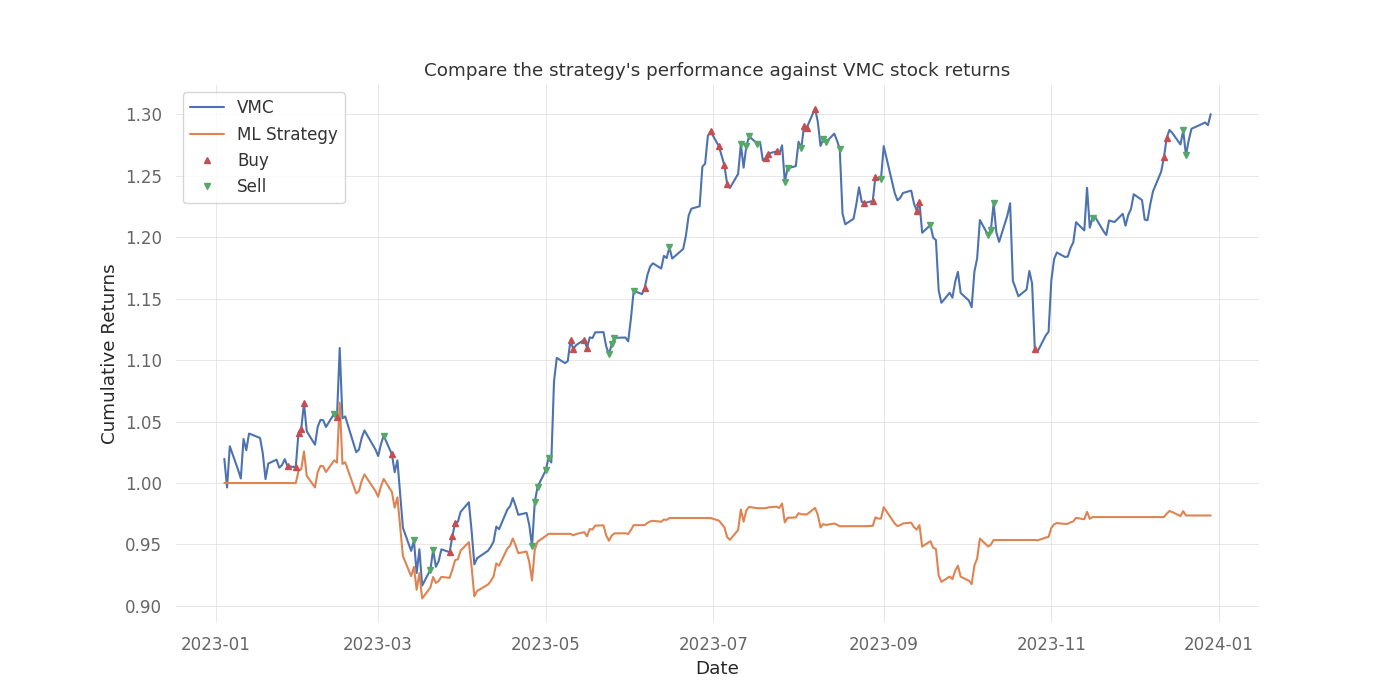 Compare the strategy's performance against VMC stock returns
VMC
ML Strategy
Buy
Sell
Cumulative Returns
1.30
1.25
1.20
1.15
1.10
1.05
1.00
0.95
0.90
2023-01
2023-03
2023-05
2023-07
2023-09
2023-11
2024-01
Date